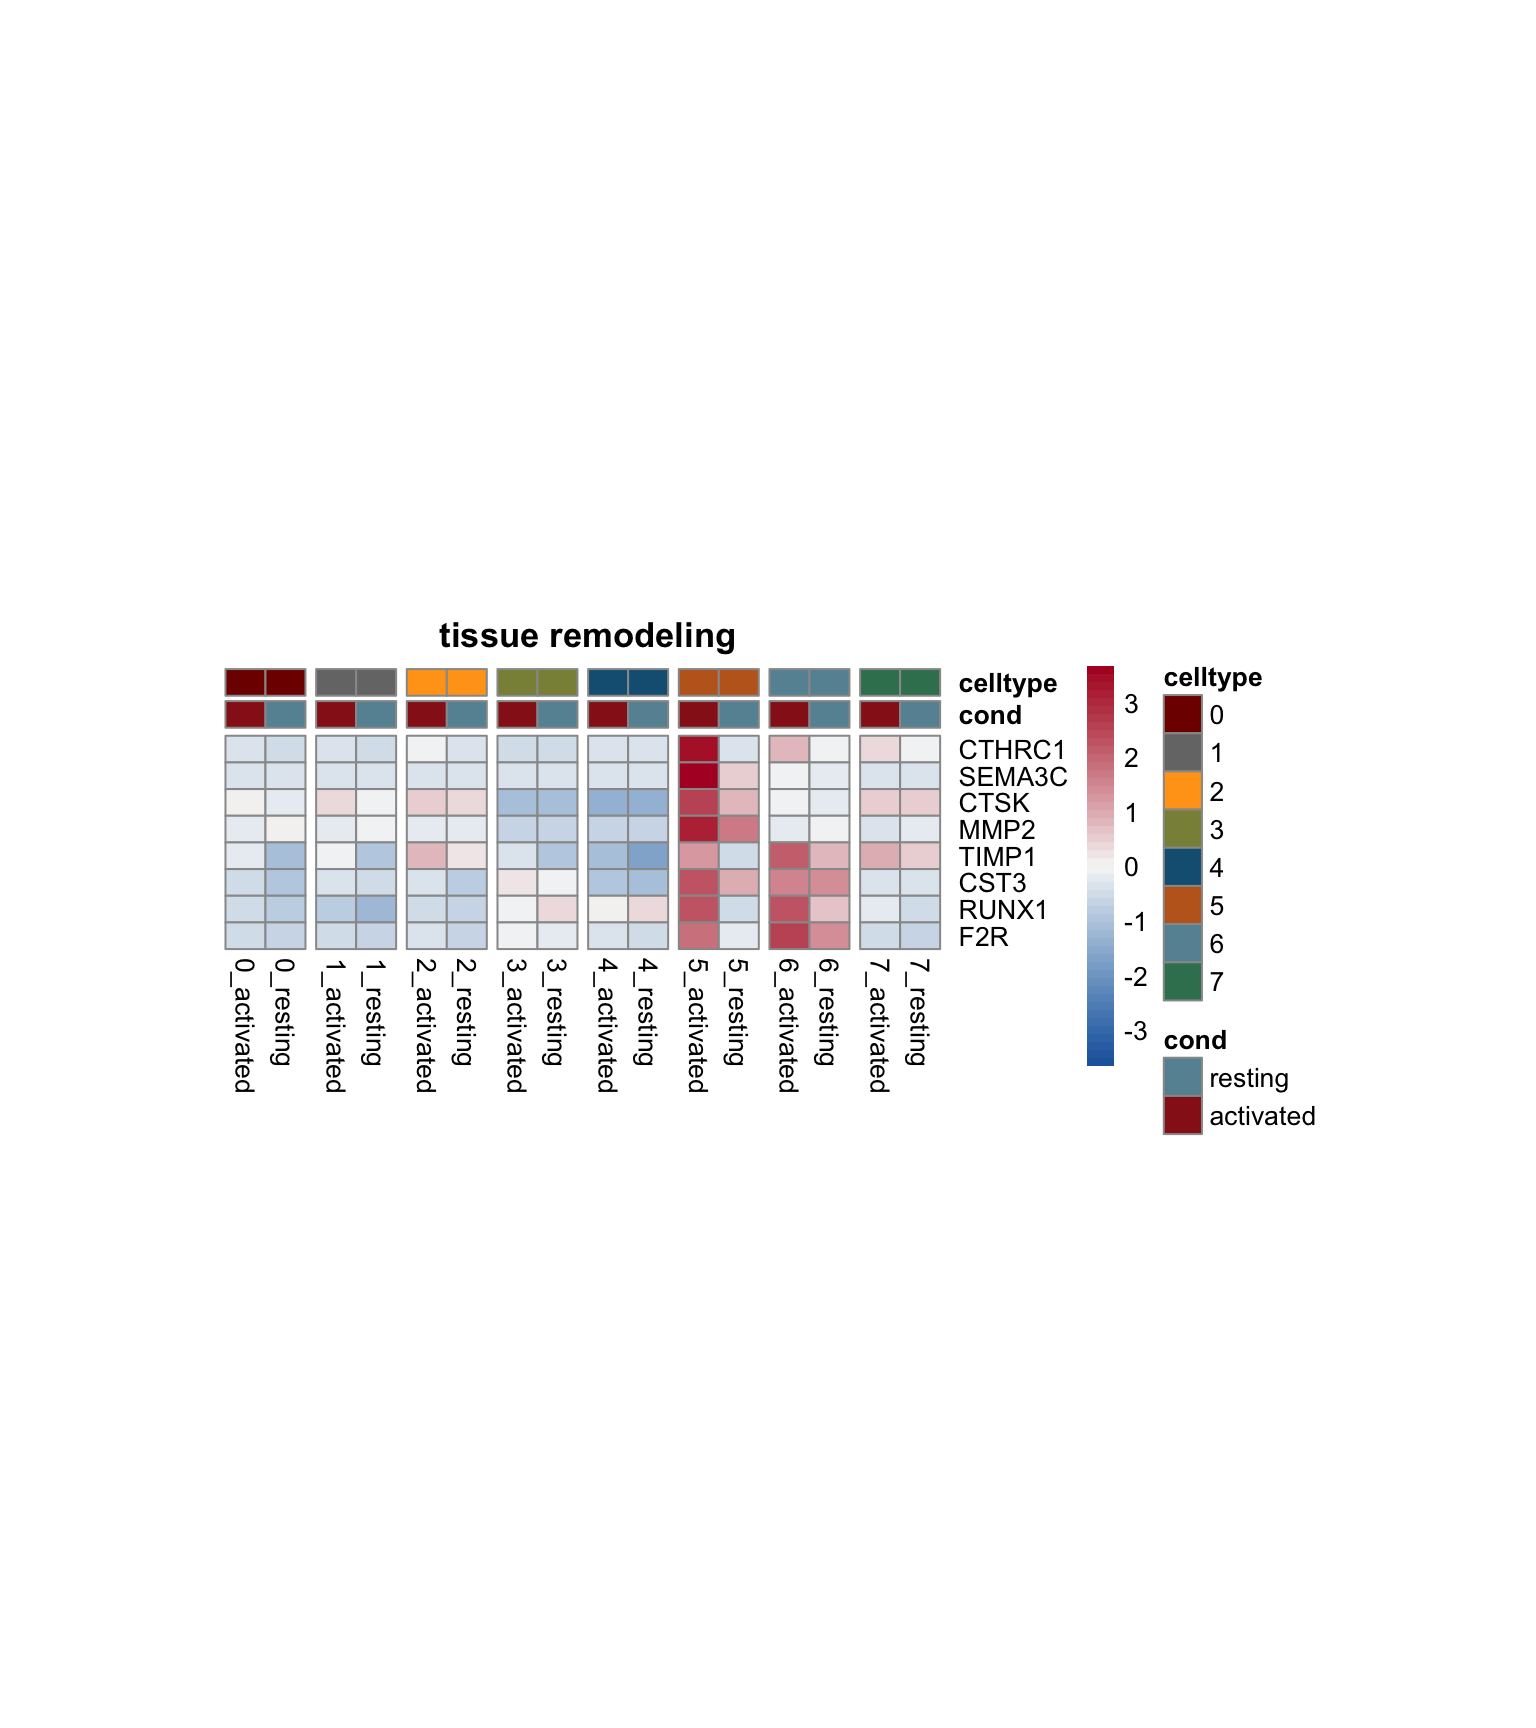 tissue remodeling
celltype
cond
CTHRC1
SEMA3C
CTSK
MMP2
TIMP1
CST3
RUNX1
F2R
0_activated
0_resting
1_activated
1_resting
2_activated
2_resting
3_activated
3_resting
4_activated
4_resting
5_activated
5_resting
6_activated
6_resting
7_activated
7_resting
3
2
1
0
-1
-2
-3
celltype
0
1
2
3
4
5
6
7
cond
resting
activated